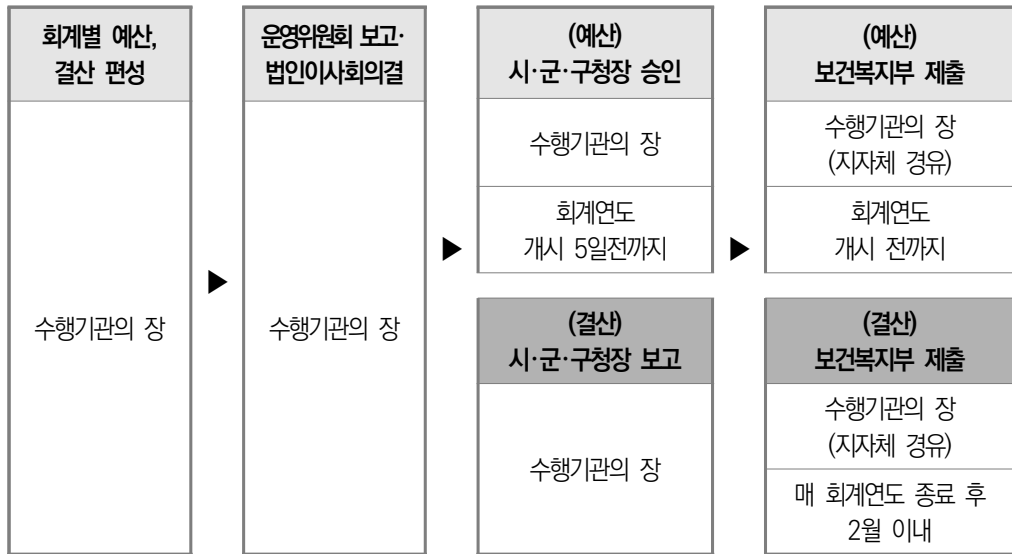 회계별 예산,
결산 편성
수행기관의 장
▶
운영위원회 보고·
법인이사회의결
수행기관의 장
▶
(예산)
시·군·구청장 승인
수행기관의 장
회계연도
개시 5일전까지
▶
(예산)
보건복지부 제출
수행기관의 장
(지자체 경유)
회계연도
개시 전까지
(결산)
시·군·구청장 보고
수행기관의 장
(결산)
보건복지부 제출
수행기관의 장
(지자체 경유)
매 회계연도 종료 후
2월 이내